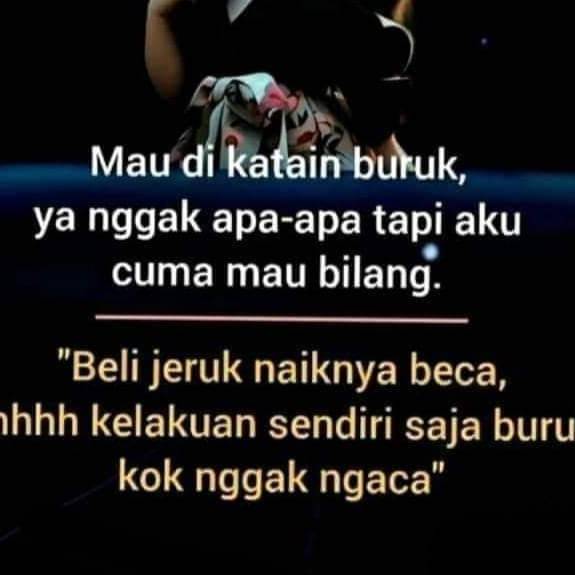 Mau di katain buruk,
ya nggak apa-apa tapi aku
cuma mau bilang.
"Beli jeruk naiknya beca,
hhhh kelakuan sendiri saja buru
kok nggak ngaca"